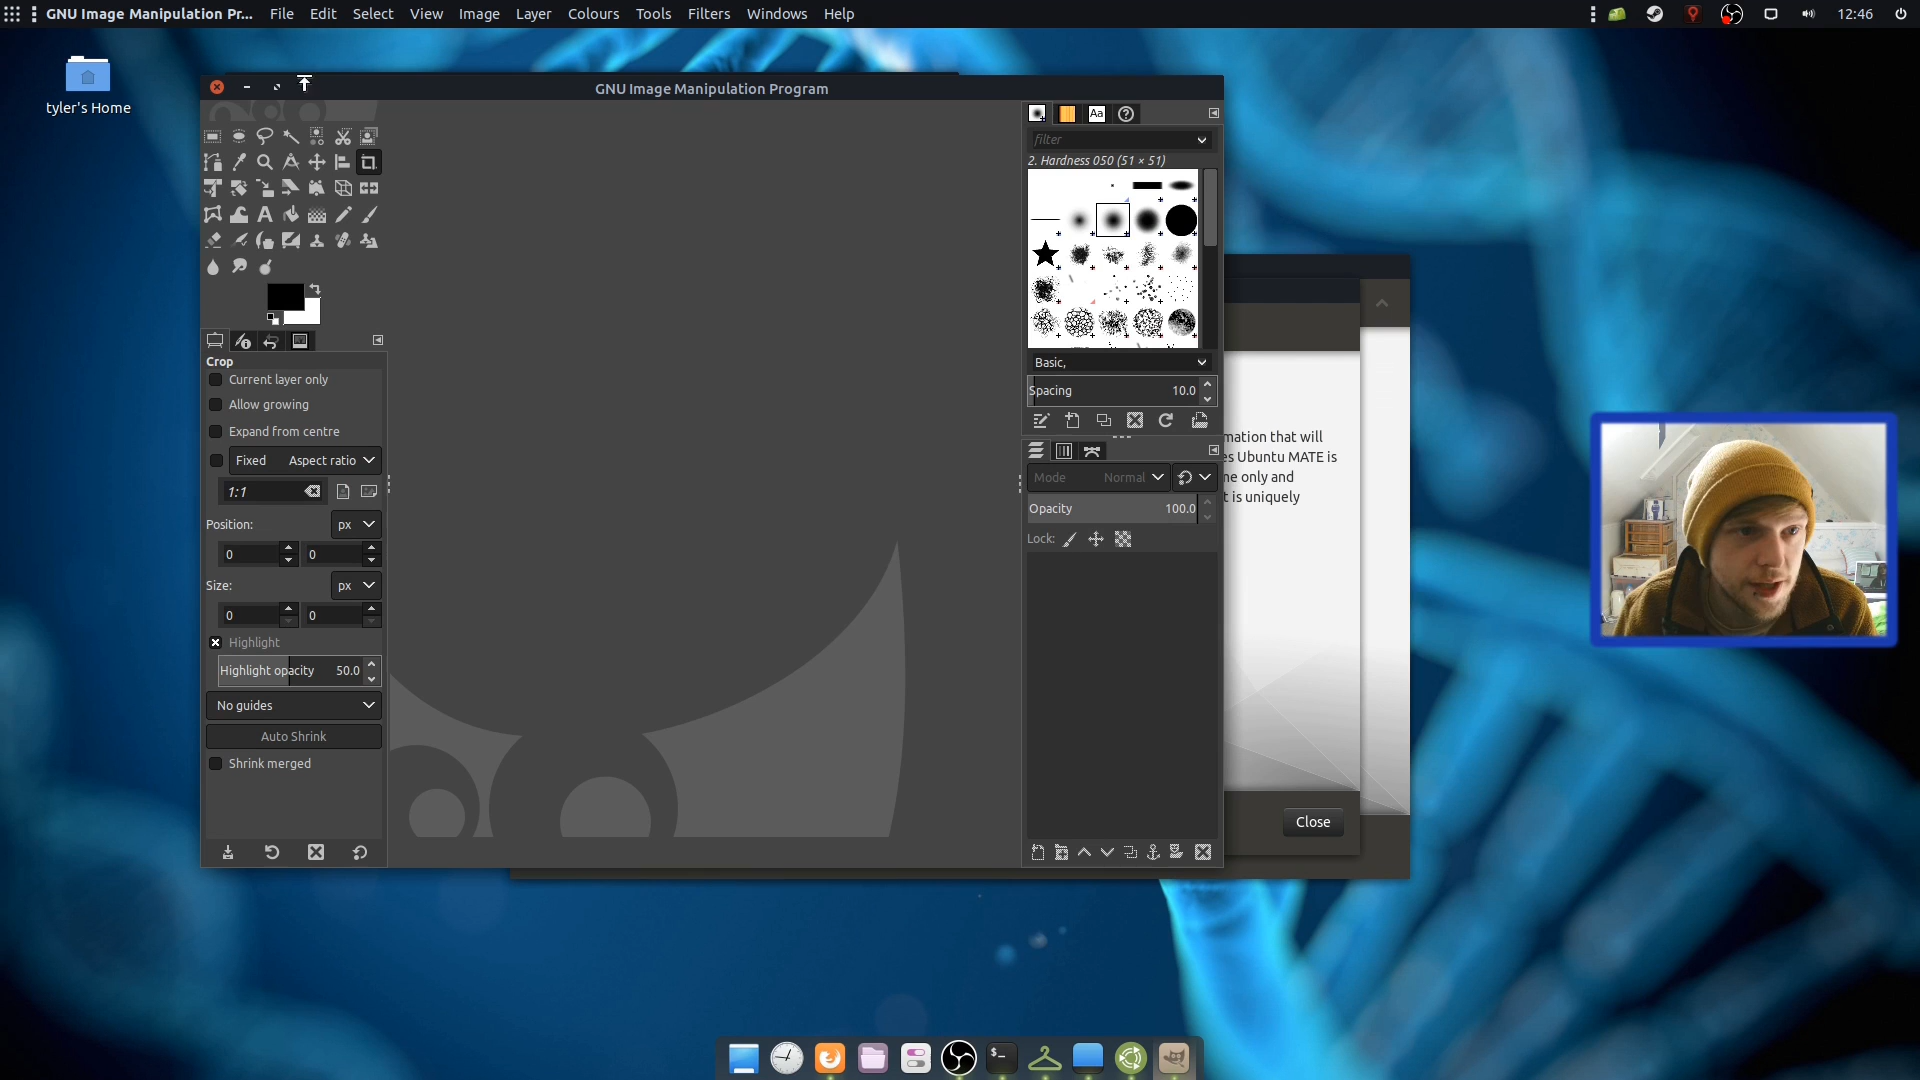 GNU Image Manipulation Pr... File Edit Select View Image Layer Colours Tools Filters Windows Help 12:46
tyler's Home
GNU Image Manipulation Program
Aa
filter
2. Hardness 050 (51 × 51)
Basic,
Spacing 10.0
Mode Normal
Opacity 100.0
Lock:
Crop
Current layer only
Allow growing
Expand from centre
Fixed Aspect ratio
1:1
Position: px
0 0
Size: px
0 0
Highlight
Highlight opacity 50.0
No guides
Auto Shrink
Shrink merged
mation that will
es Ubuntu MATE is
me only and
t is uniquely
Close